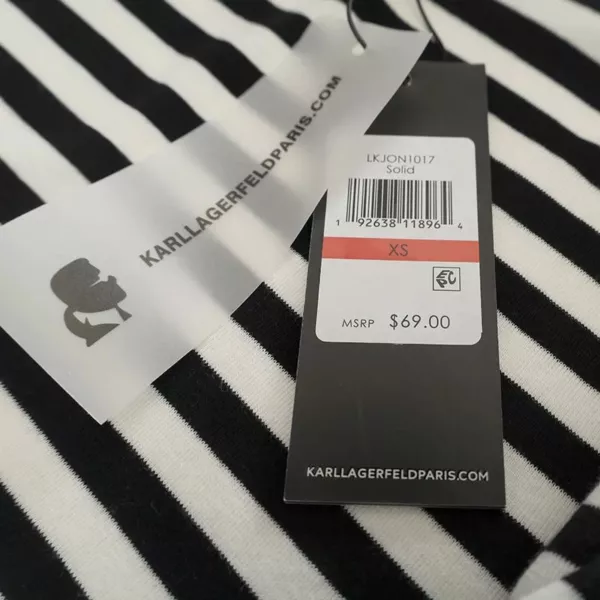 KARLLAGERFELDPARIS.COM
LKJON1017
Solid
1 92638 11896 4
XS
MSRP $69.00
KARLLAGERFELDPARIS.COM